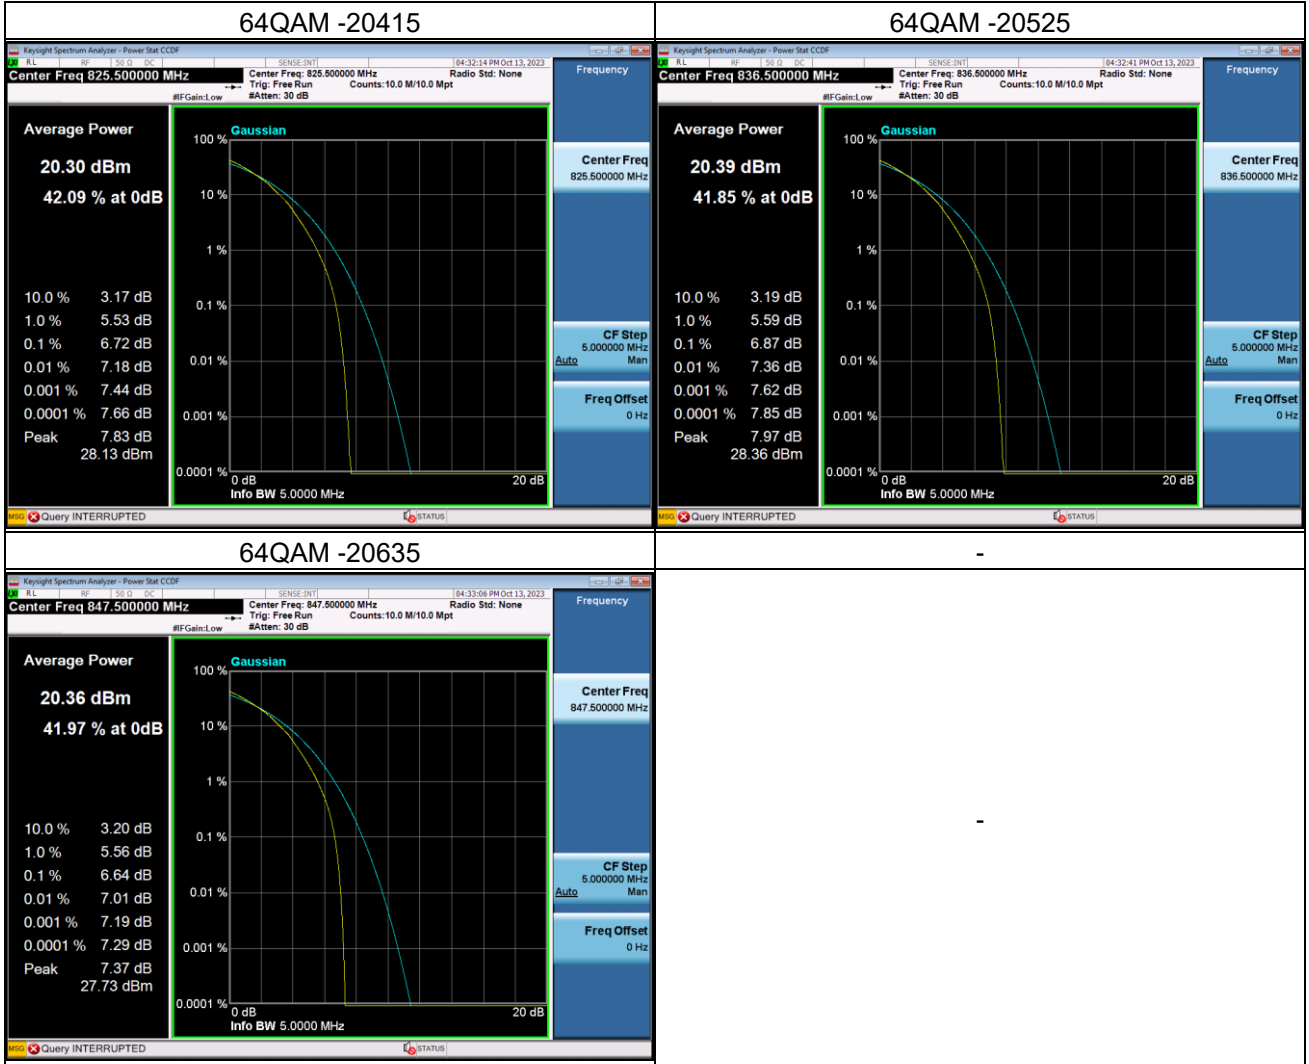 64QAM -20415
Keysight Spectrum Analyzer - Power Stat CCDF
RL RF 50 Ω DC SENSE:INT 04:32:14 PM Oct 13, 2023
Center Freq 825.500000 MHz
Center Freq: 825.500000 MHz Radio Std: None
Trig: Free Run Counts:10.0 M/10.0 Mpt
#IFGain:Low #Atten: 30 dB
Frequency
Average Power
20.30 dBm
42.09 % at 0dB
10.0 % 3.17 dB
1.0 % 5.53 dB
0.1 % 6.72 dB
0.01 % 7.18 dB
0.001 % 7.44 dB
0.0001 % 7.66 dB
Peak 7.83 dB
28.13 dBm
Gaussian
100 %
10 %
1 %
0.1 %
0.01 %
0.001 %
0.0001 %
0 dB 20 dB
Info BW 5.0000 MHz
Center Freq
825.500000 MHz
CF Step
5.000000 MHz
Auto Man
Freq Offset
0 Hz
MSG Query INTERRUPTED STATUS
64QAM -20525
Keysight Spectrum Analyzer - Power Stat CCDF
RL RF 50 Ω DC SENSE:INT 04:32:41 PM Oct 13, 2023
Center Freq 836.500000 MHz
Center Freq: 836.500000 MHz Radio Std: None
Trig: Free Run Counts:10.0 M/10.0 Mpt
#IFGain:Low #Atten: 30 dB
Frequency
Average Power
20.39 dBm
41.85 % at 0dB
10.0 % 3.19 dB
1.0 % 5.59 dB
0.1 % 6.87 dB
0.01 % 7.36 dB
0.001 % 7.62 dB
0.0001 % 7.85 dB
Peak 7.97 dB
28.36 dBm
Gaussian
100 %
10 %
1 %
0.1 %
0.01 %
0.001 %
0.0001 %
0 dB 20 dB
Info BW 5.0000 MHz
Center Freq
836.500000 MHz
CF Step
5.000000 MHz
Auto Man
Freq Offset
0 Hz
MSG Query INTERRUPTED STATUS
64QAM -20635
Keysight Spectrum Analyzer - Power Stat CCDF
RL RF 50 Ω DC SENSE:INT 04:33:06 PM Oct 13, 2023
Center Freq 847.500000 MHz
Center Freq: 847.500000 MHz Radio Std: None
Trig: Free Run Counts:10.0 M/10.0 Mpt
#IFGain:Low #Atten: 30 dB
Frequency
Average Power
20.36 dBm
41.97 % at 0dB
10.0 % 3.20 dB
1.0 % 5.56 dB
0.1 % 6.64 dB
0.01 % 7.01 dB
0.001 % 7.19 dB
0.0001 % 7.29 dB
Peak 7.37 dB
27.73 dBm
Gaussian
100 %
10 %
1 %
0.1 %
0.01 %
0.001 %
0.0001 %
0 dB 20 dB
Info BW 5.0000 MHz
Center Freq
847.500000 MHz
CF Step
5.000000 MHz
Auto Man
Freq Offset
0 Hz
MSG Query INTERRUPTED STATUS
-
-